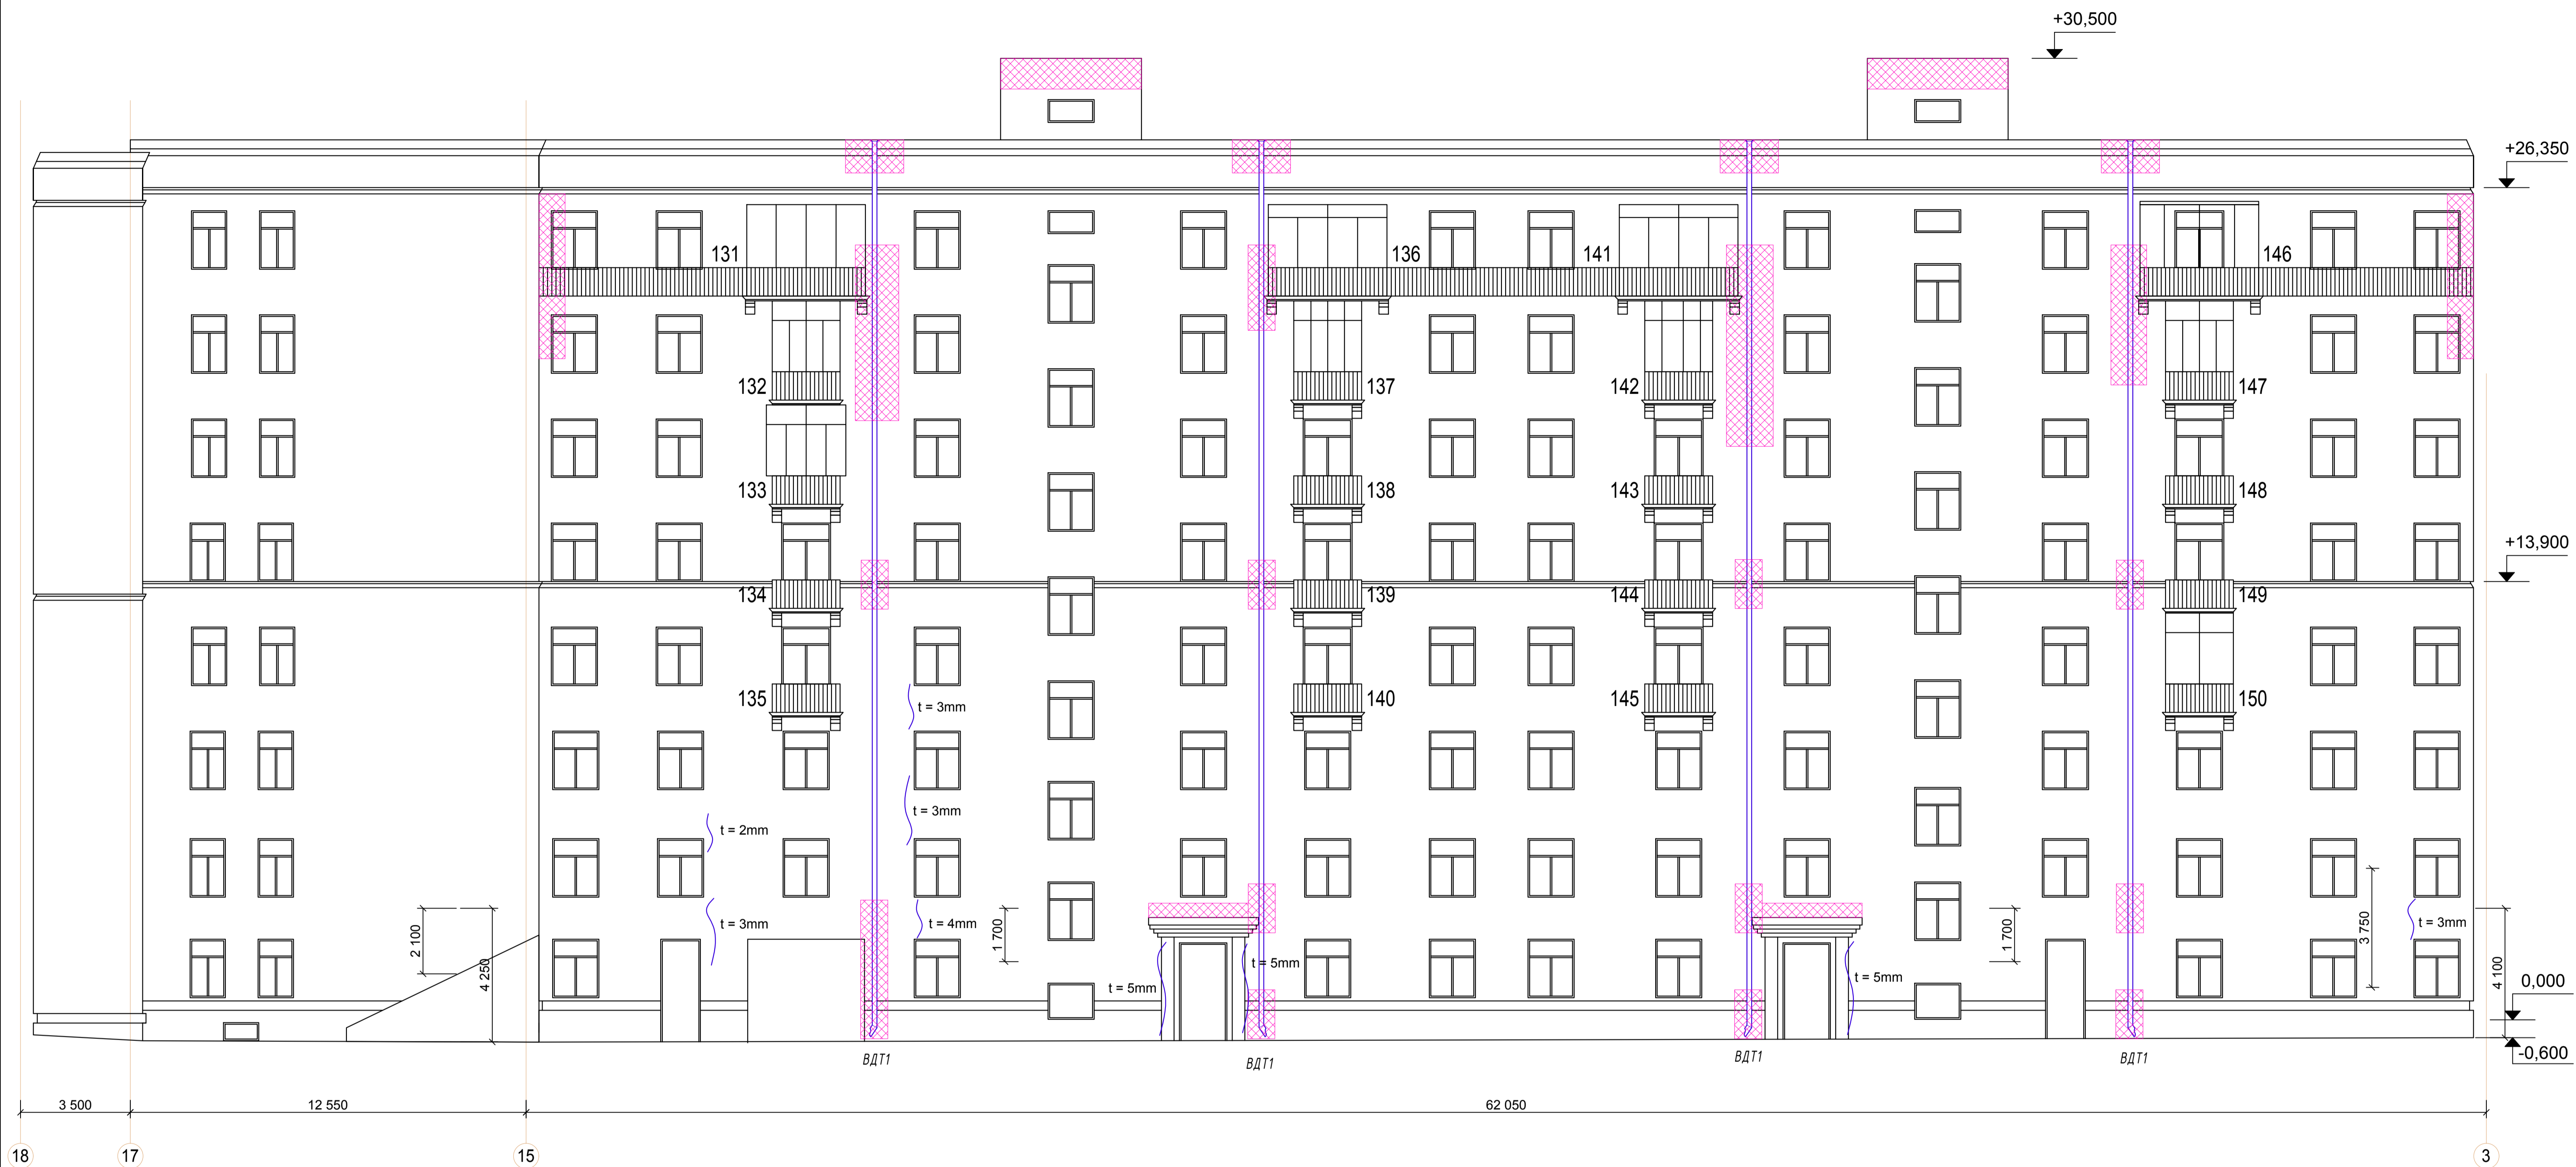 +30,500
+26,350
131
136
141
146
132
137
142
147
133
138
143
148
+13,900
134
139
144
149
135
140
145
150
t = 3mm
t = 3mm
t = 2mm
t = 3mm
t = 4mm
t = 3mm
2 100
4 250
1 700
1 700
3 750
4 100
t = 5mm
t = 5mm
t = 5mm
0,000
-0,600
ВДТ1
ВДТ1
ВДТ1
ВДТ1
3 500
12 550
62 050
18
17
15
3